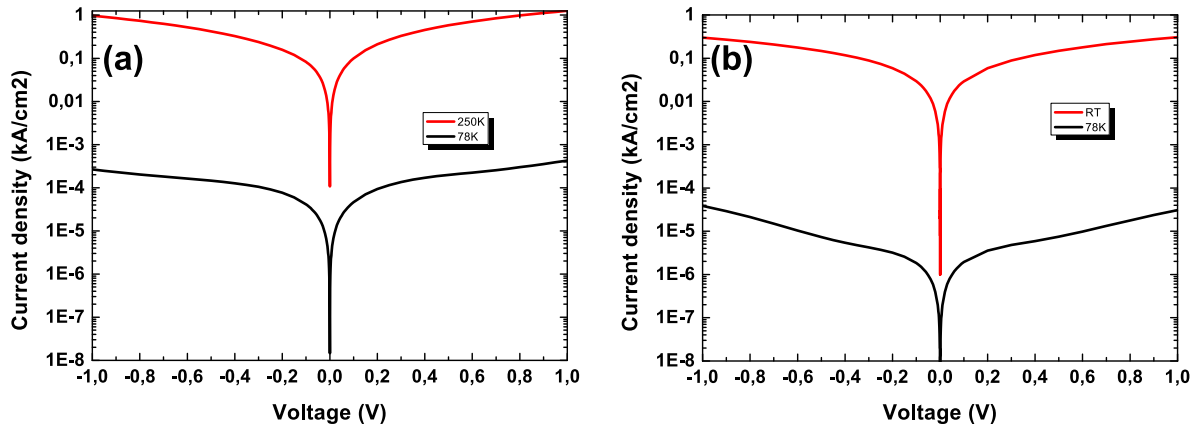 (a)
Current density (kA/cm2)
1
0,1
0,01
1E-3
1E-4
1E-5
1E-6
1E-7
1E-8
250K
78K
-1,0 -0,8 -0,6 -0,4 -0,2 0,0 0,2 0,4 0,6 0,8 1,0
Voltage (V)
(b)
Current density (kA/cm2)
1
0,1
0,01
1E-3
1E-4
1E-5
1E-6
1E-7
1E-8
RT
78K
-1,0 -0,8 -0,6 -0,4 -0,2 0,0 0,2 0,4 0,6 0,8 1,0
Voltage (V)